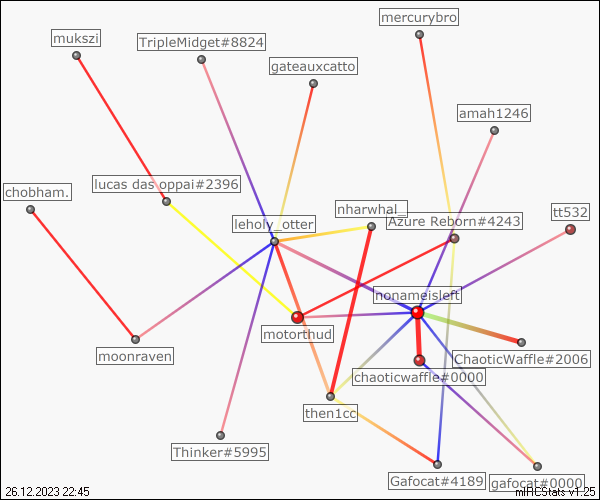 mercurybro
mukszi
TripleMidget#8824
gateauxcatto
amah1246
lucas das oppai#2396
chobham.
nharwhal_
tt532
leholy_otter
Azure Reborn#4243
nonameisleft
motorthud
moonraven
ChaoticWaffle#2006
chaoticwaffle#0000
then1cc
Thinker#5995
Gafocat#4189
gafocat#0000
26.12.2023 22:45
mIRCStats v1.25